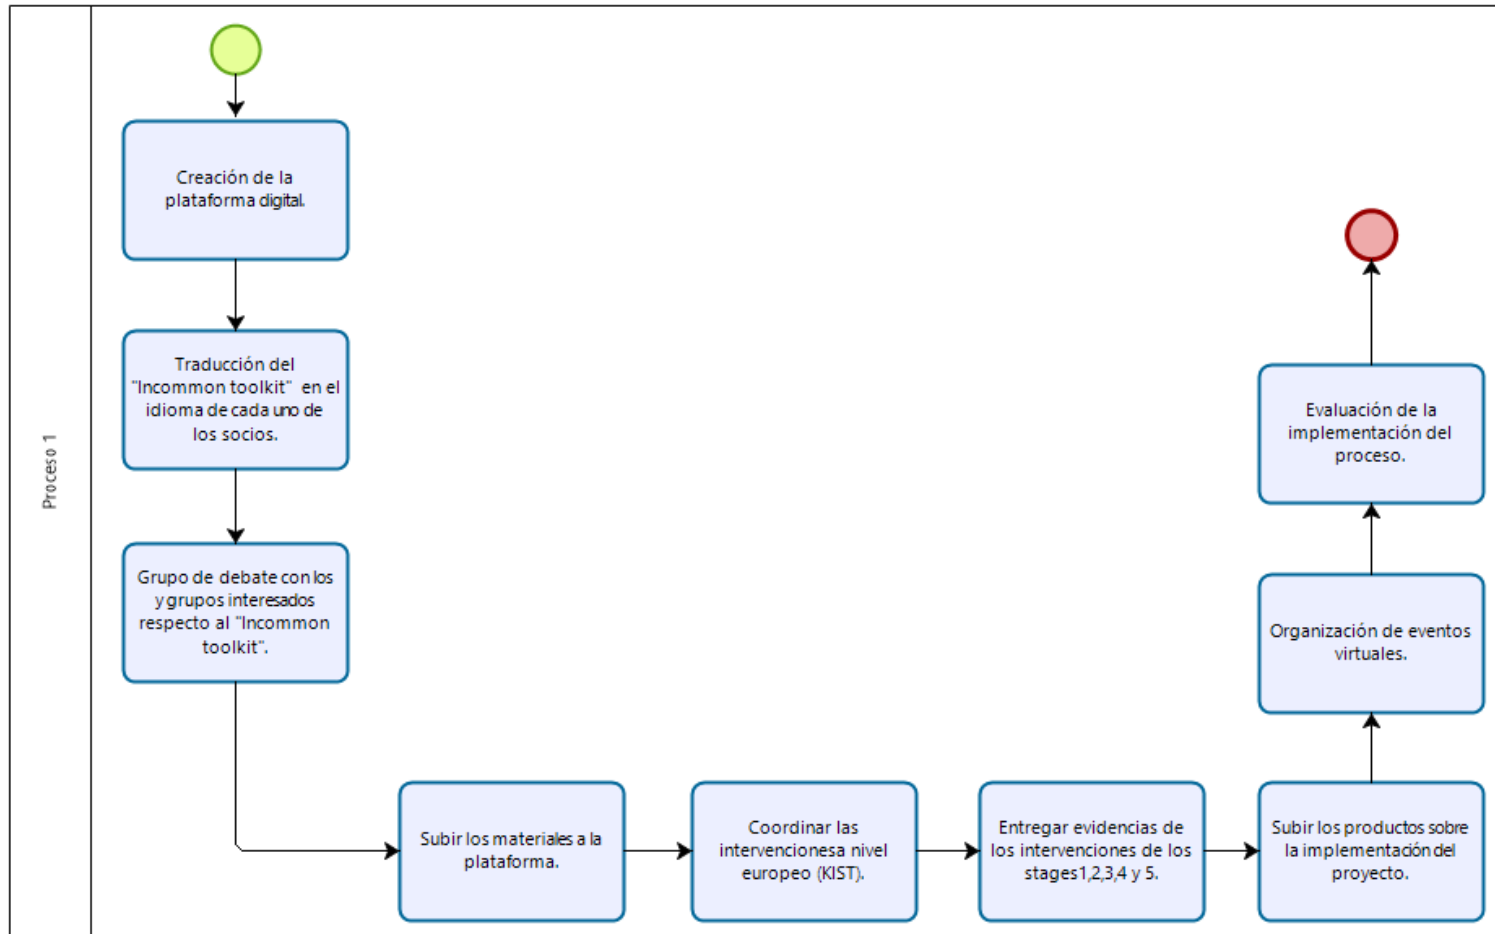 Proceso 1
Creación de la
plataforma digital.
Traducción del
"Incommon toolkit" en el
idioma de cada uno de
los socios.
Grupo de debate con los
y grupos interesados
respecto al "Incommon
toolkit".
Subir los materiales a la
plataforma.
Coordinar las
intervencionesa nivel
europeo (KIST).
Entregar evidencias de
los intervenciones de los
stages1,2,3,4 y 5.
Subir los productos sobre
la implementación del
proyecto.
Organización de eventos
virtuales.
Evaluación de la
implementación del
proceso.